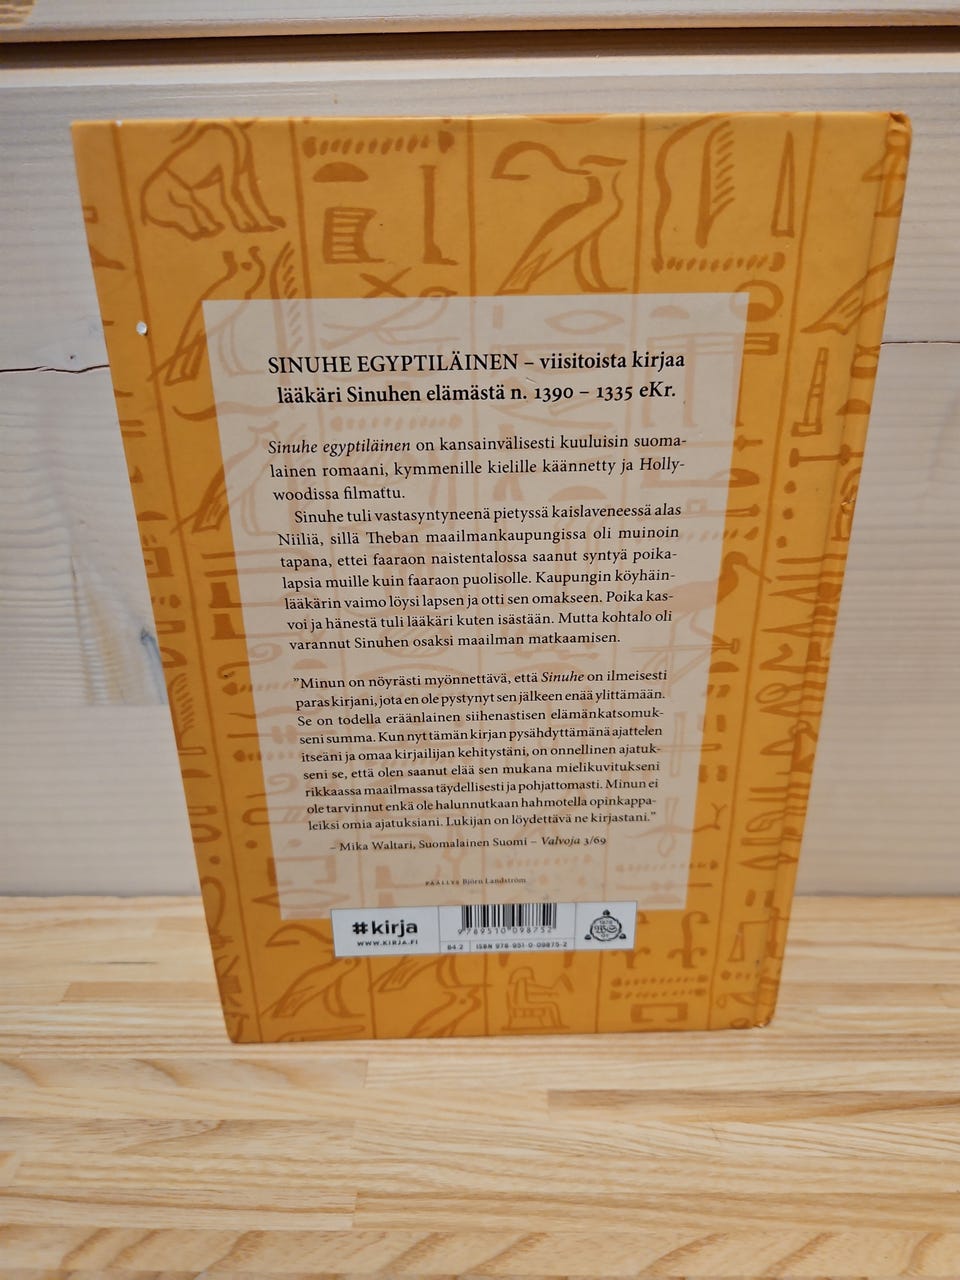 SINUHE EGYPTILÄINEN – viisitoista kirjaa
lääkäri Sinuhen elämästä n. 1390 – 1335 eKr.
Sinuhe egyptiläinen on kansainvälisesti kuuluisin suoma-
lainen romaani, kymmenille kielille käännetty ja Holly-
woodissa filmattu.
Sinuhe tuli vastasyntyneenä pietyssä kaislaveneessä alas
Niiliä, sillä Theban maailmankaupungissa oli muinoin
tapana, ettei faaraon naistentalossa saanut syntyä poika-
lapsia muille kuin faaraon puolisolle. Kaupungin köyhäin-
lääkärin vaimo löysi lapsen ja otti sen omakseen. Poika kas-
voi ja hänestä tuli lääkäri kuten isästään. Mutta kohtalo oli
varannut Sinuhen osaksi maailman matkaamisen.
”Minun on nöyrästi myönnettävä, että Sinuhe on ilmeisesti
paras kirjani, jota en ole pystynyt sen jälkeen enää ylittämään.
Se on todella eräänlainen siihenastisen elämänkatsomuk-
seni summa. Kun nyt tämän kirjan pysähdyttämänä ajattelen
itseäni ja omaa kirjailijan kehitystäni, on onnellinen ajatuk-
seni se, että olen saanut elää sen mukana mielikuvitukseni
rikkaassa maailmassa täydellisesti ja pohjattomasti. Minun ei
ole tarvinnut enkä ole halunnutkaan hahmotella opinkappa-
leiksi omia ajatuksiani. Lukijan on löydettävä ne kirjastani.”
– Mika Waltari, Suomalainen Suomi – Valvoja 3/69
PÄÄLLYS Björn Landström
#kirja
WWW.KIRJA.FI
9789510098752
84.2
ISBN 978-951-0-09875-2